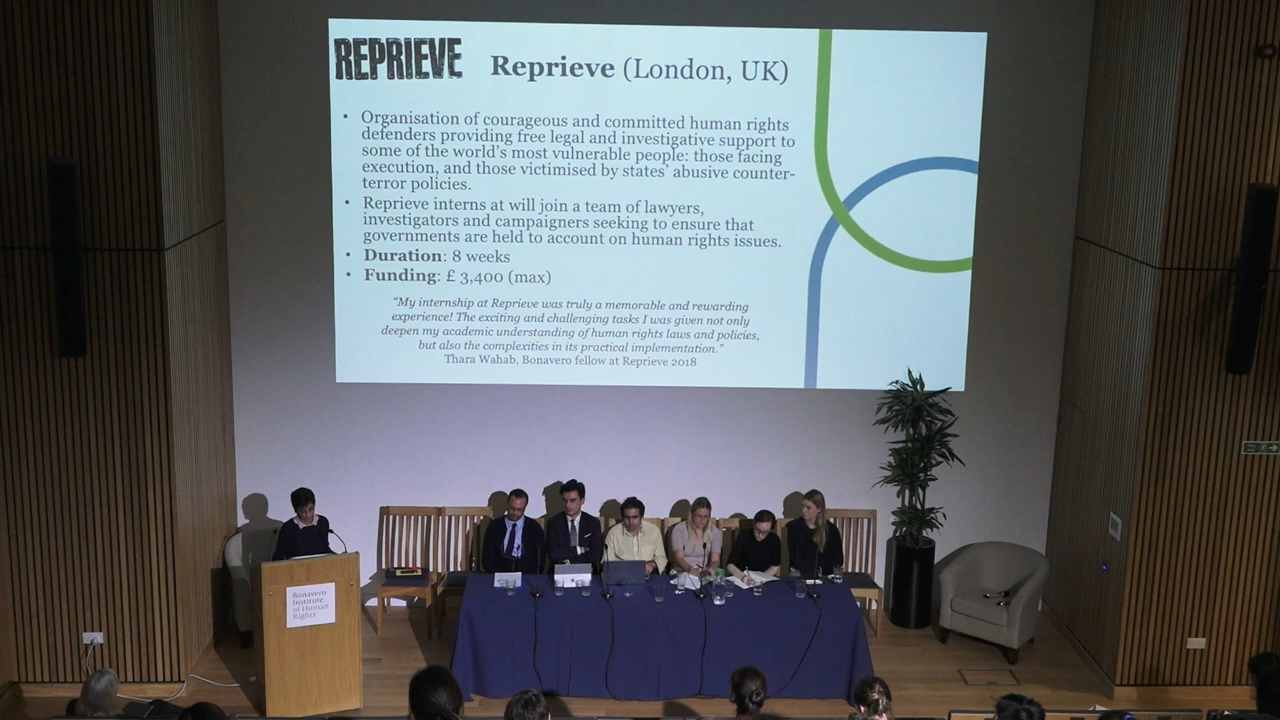 REPRIEVE
Reprieve (London, UK)
• Organisation of courageous and committed human rights
defenders providing free legal and investigative support to
some of the world's most vulnerable people: those facing
execution, and those victimised by states' abusive counter-
terror policies.
• Reprieve interns at will join a team of lawyers,
investigators and campaigners seeking to ensure that
governments are held to account on human rights issues.
• Duration: 8 weeks
• Funding: £ 3,400 (max)
"My internship at Reprieve was truly a memorable and rewarding
experience! The exciting and challenging tasks I was given not only
deepen my academic understanding of human rights laws and policies,
but also the complexities in its practical implementation."
Thara Wahab, Bonavero fellow at Reprieve 2018
Bonavero
Institute
of Human
Rights